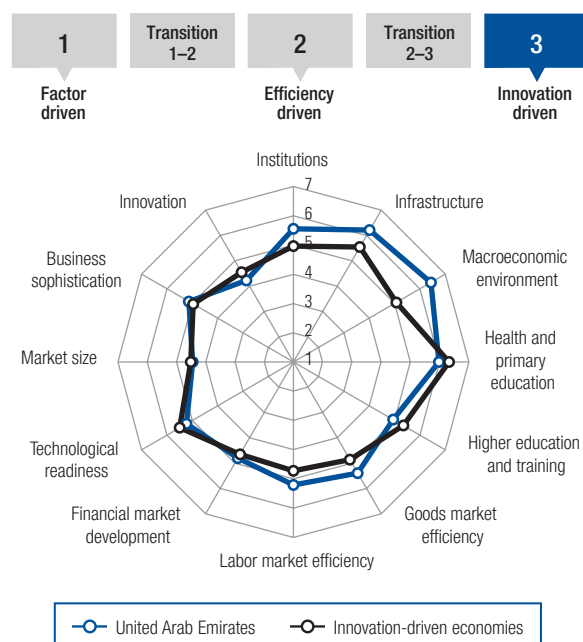 1
Transition
1–2
2
Transition
2–3
3
Factor
driven
Efficiency
driven
Innovation
driven
Institutions
Infrastructure
Macroeconomic
environment
Health and
primary
education
Higher education
and training
Goods market
efficiency
Labor market efficiency
Financial market
development
Technological
readiness
Market size
Business
sophistication
Innovation
7
6
5
4
3
2
1
United Arab Emirates
Innovation-driven economies